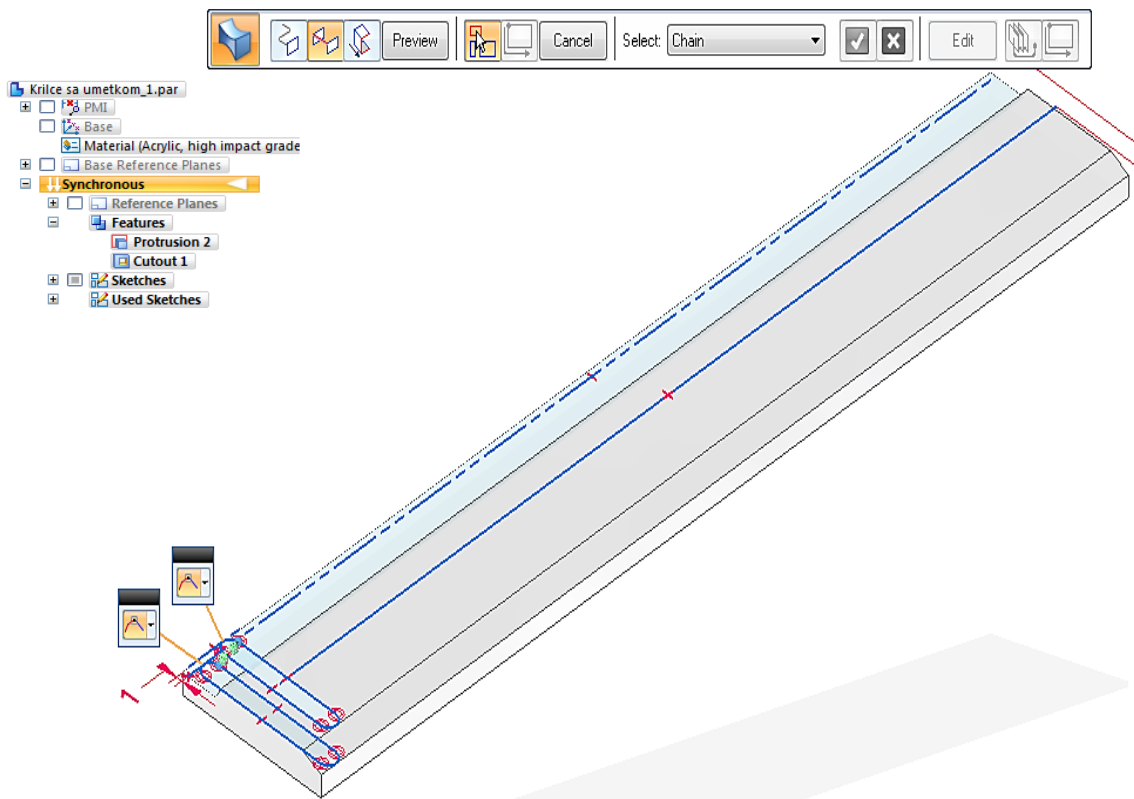 Preview Cancel Select: Chain Edit
Krilce sa umetkom_1.par
PMI
Base
Material (Acrylic, high impact grade
Base Reference Planes
Synchronous
Reference Planes
Features
Protrusion 2
Cutout 1
Sketches
Used Sketches
1